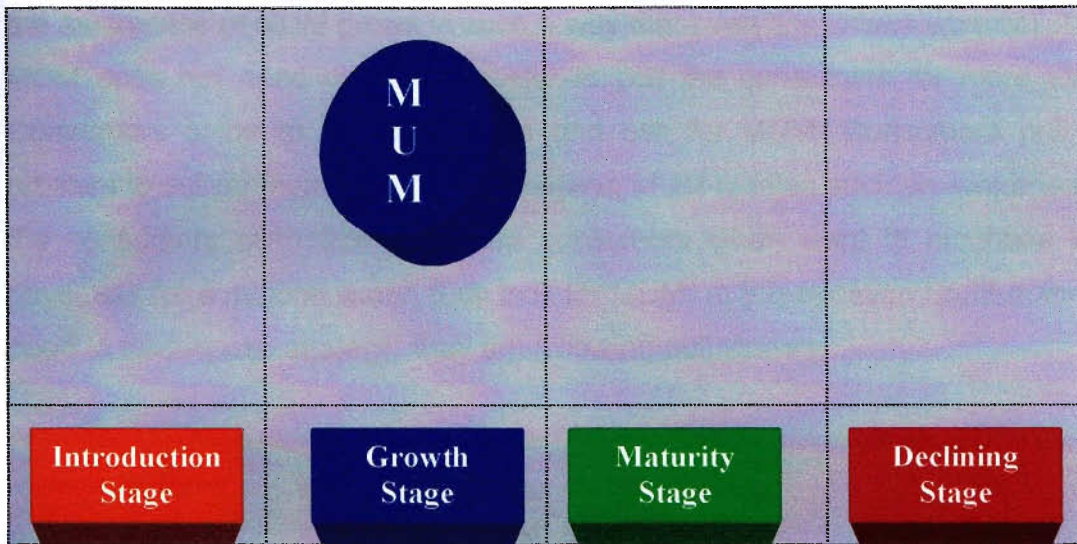 M
U
M
Introduction
Stage
Growth
Stage
Maturity
Stage
Declining
Stage